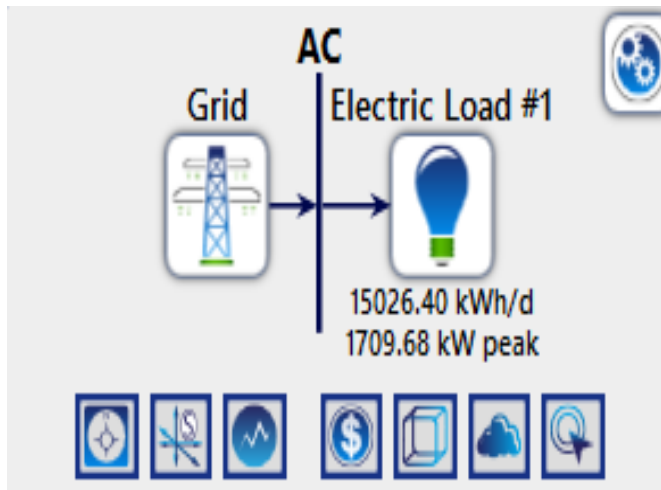 AC
Grid
Electric Load #1
15026.40 kWh/d
1709.68 kW peak
S
$